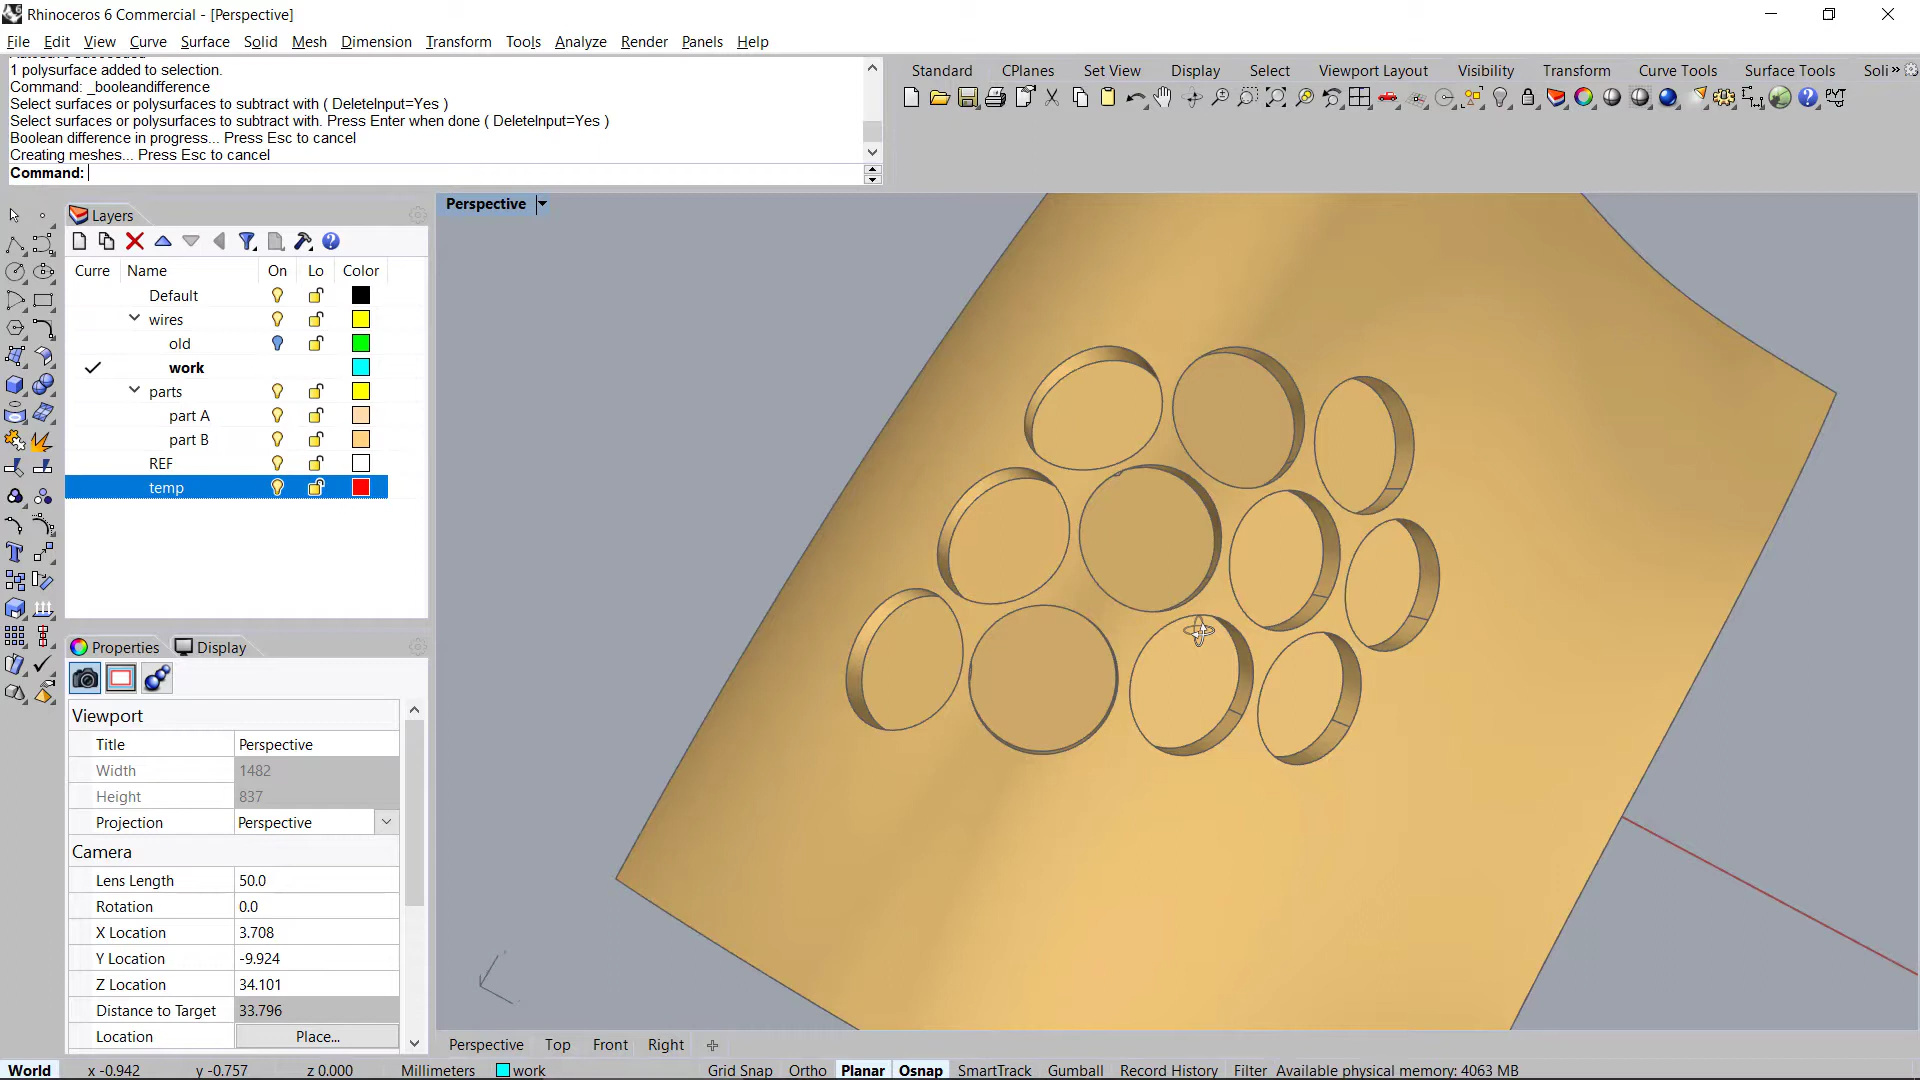 Rhinoceros 6 Commercial - [Perspective]
File Edit View Curve Surface Solid Mesh Dimension Transform Tools Analyze Render Panels Help
1 polysurface added to selection.
Command: _booleandifference
Select surfaces or polysurfaces to subtract with ( DeleteInput=Yes )
Select surfaces or polysurfaces to subtract with. Press Enter when done ( DeleteInput=Yes )
Boolean difference in progress... Press Esc to cancel
Creating meshes... Press Esc to cancel
Command:
Standard CPlanes Set View Display Select Viewport Layout Visibility Transform Curve Tools Surface Tools Soli »
Layers
Curre Name On Lo Color
Default
wires
old
work
parts
part A
part B
REF
temp
Properties Display
Viewport
Title Perspective
Width 1482
Height 837
Projection Perspective
Camera
Lens Length 50.0
Rotation 0.0
X Location 3.708
Y Location -9.924
Z Location 34.101
Distance to Target 33.796
Location Place...
Perspective
Perspective Top Front Right
World x -0.942 y -0.757 z 0.000 Millimeters work Grid Snap Ortho Planar Osnap SmartTrack Gumball Record History Filter Available physical memory: 4063 MB